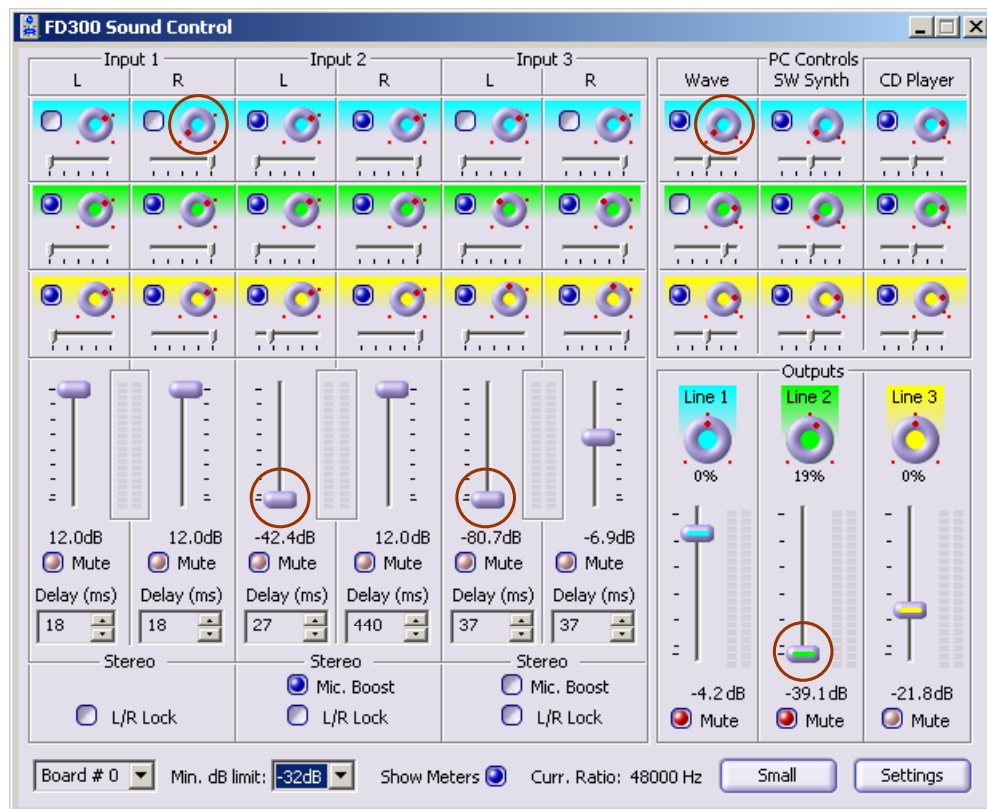 FD300 Sound Control
Input 1 Input 2 Input 3 PC Controls
L R L R L R Wave SW Synth CD Player
Outputs
Line 1 Line 2 Line 3
0% 19% 0%
12.0dB 12.0dB -42.4dB 12.0dB -80.7dB -6.9dB
Mute Mute Mute Mute Mute Mute
Delay (ms) Delay (ms) Delay (ms) Delay (ms) Delay (ms) Delay (ms)
18 18 27 440 37 37
Stereo Stereo Stereo
Mic. Boost Mic. Boost
-4.2 dB -39.1 dB -21.8dB
L/R Lock L/R Lock L/R Lock Mute Mute Mute
Board # 0 Min. dB limit: -32dB Show Meters Curr. Ratio: 48000 Hz Small Settings